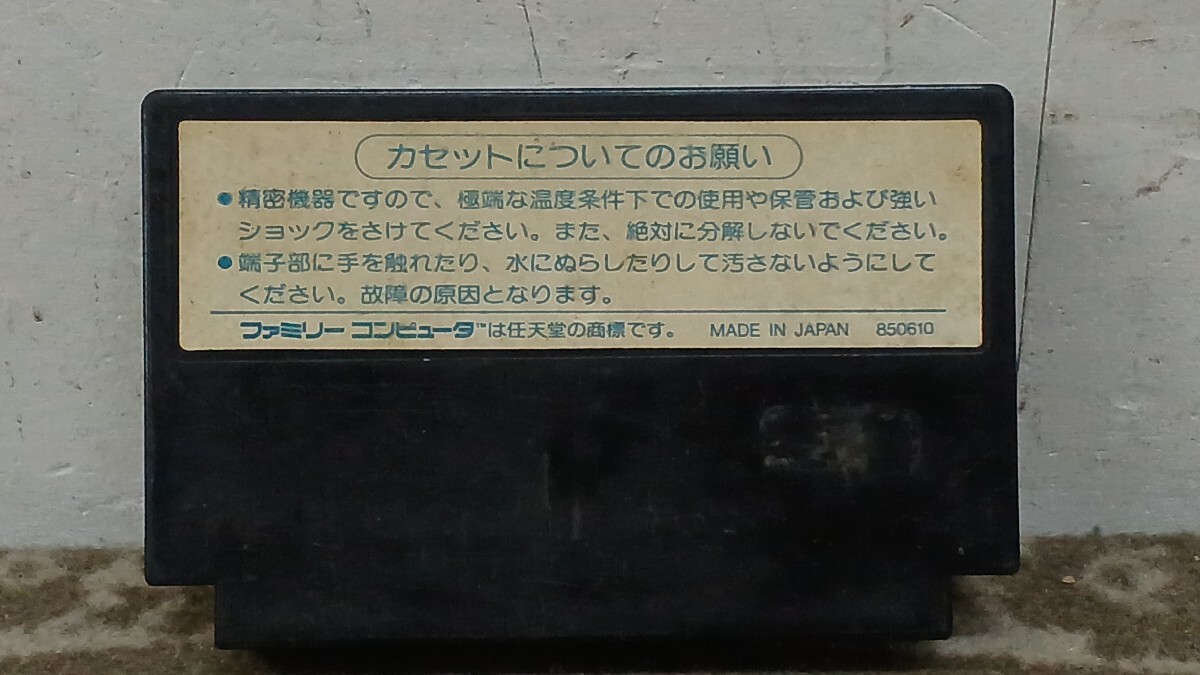 カセットについてのお願い
●精密機器ですので、極端な温度条件下での使用や保管および強い
ショックをさけてください。また、絶対に分解しないでください。
●端子部に手を触れたり、水にぬらしたりして汚さないようにして
ください。故障の原因となります。
ファミリーコンピュータ™は任天堂の商標です。 MADE IN JAPAN 850610